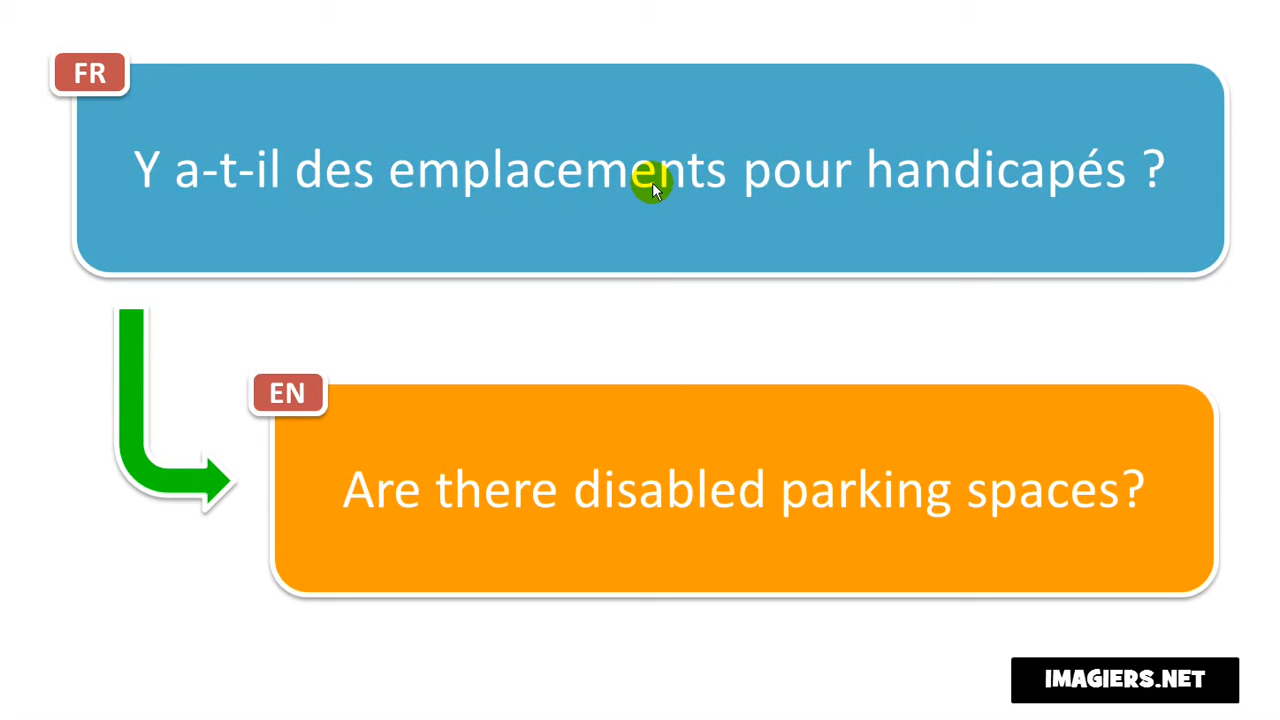 FR
Y a-t-il des emplacements pour handicapés ?
EN
Are there disabled parking spaces?
IMAGIERS.NET